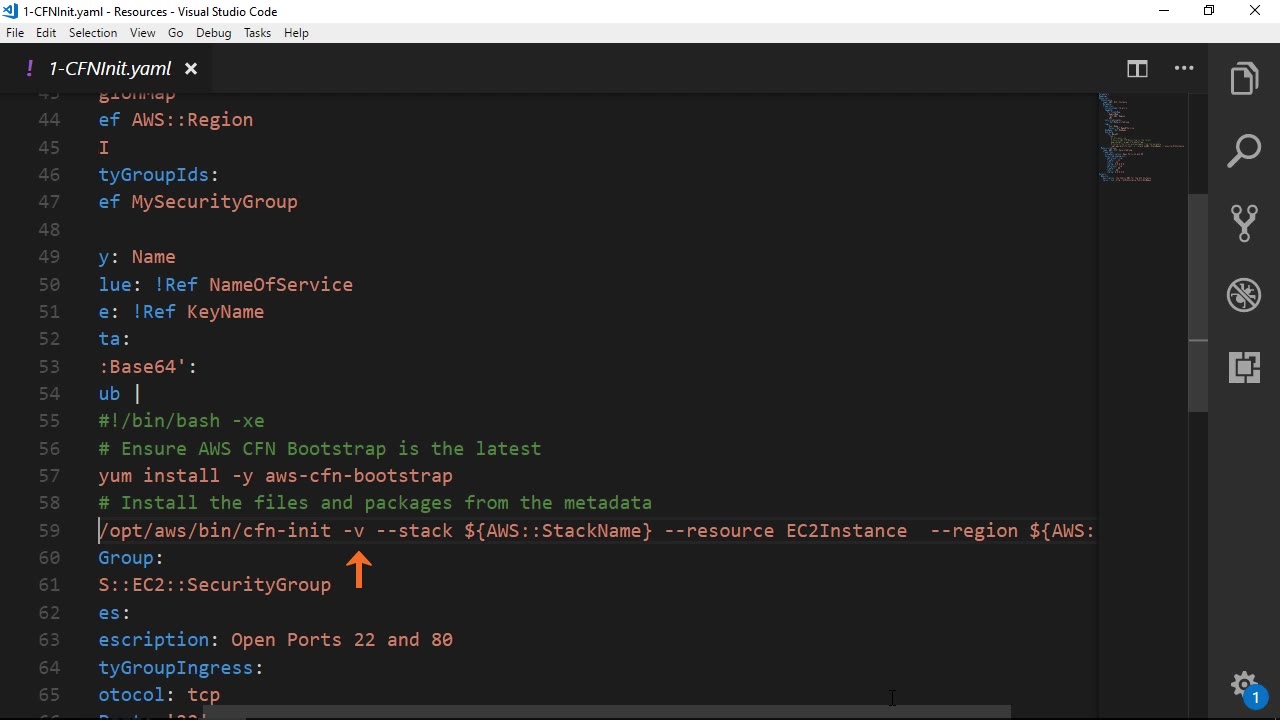 1-CFNInit.yaml - Resources - Visual Studio Code
File Edit Selection View Go Debug Tasks Help
! 1-CFNInit.yaml ×
43 gionMap
44 ef AWS::Region
45 I
46 tyGroupIds:
47 ef MySecurityGroup
48
49 y: Name
50 lue: !Ref NameOfService
51 e: !Ref KeyName
52 ta:
53 :Base64':
54 ub |
55 #!/bin/bash -xe
56 # Ensure AWS CFN Bootstrap is the latest
57 yum install -y aws-cfn-bootstrap
58 # Install the files and packages from the metadata
59 /opt/aws/bin/cfn-init -v --stack ${AWS::StackName} --resource EC2Instance  --region ${AWS:
60 Group:
61 S::EC2::SecurityGroup
62 es:
63 escription: Open Ports 22 and 80
64 tyGroupIngress:
65 otocol: tcp
1